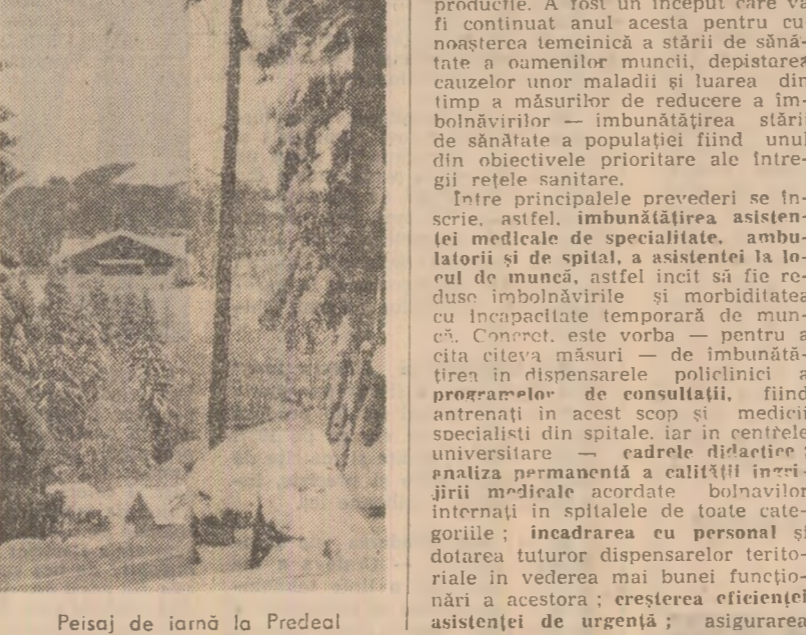 producție. A fost un început care va
fi continuat anul acesta pentru cu-
noașterea temeinică a stării de sănă-
tate a oamenilor muncii, depistarea
cauzelor unor maladii și luarea din
timp a măsurilor de reducere a îm-
bolnăvirilor — imbunătățirea stării
de sănătate a populației fiind unul
din obiectivele prioritare ale între-
gii rețele sanitare.
Intre principalele prevederi se în-
scrie, astfel, imbunătățirea asisten-
ței medicale de specialitate, ambu-
latorii și de spital, a asistentei la lo-
cul de muncă, astfel incit să fie re-
duse imbolnăvirile și morbiditatea
cu incapacitate temporară de mun-
că. Concret, este vorba — pentru a
cita citeva măsuri — de îmbunătă-
țirea in dispensarele policlinici a
programelor de consultații, fiind
antrenați in acest scop și medicii
specialiști din spitale, iar in centrele
universitare — cadrele didactice ;
analiza permanentă a calității ingri-
jirii medicale acordate bolnavilor
internați in spitalele de toate cate-
goriile ; incadrarea cu personal și
dotarea tuturor dispensarelor terito-
riale in vederea mai bunei funcțio-
nări a acestora ; creșterea eficienței
asistenței de urgență ; asigurarea
Peisaj de iarnă la Predeal